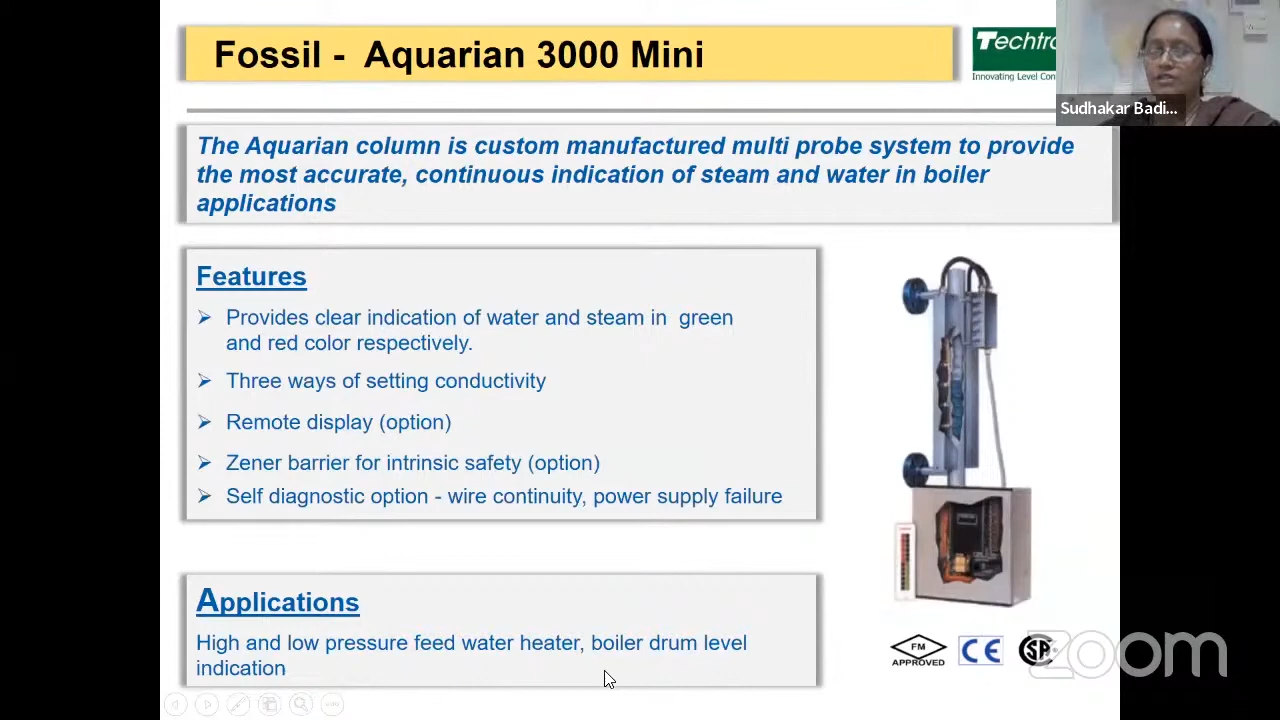 Fossil - Aquarian 3000 Mini
Techtro
Innovating Level Con
Sudhakar Badi...
The Aquarian column is custom manufactured multi probe system to provide
the most accurate, continuous indication of steam and water in boiler
applications
Features
➢ Provides clear indication of water and steam in green
and red color respectively.
➢ Three ways of setting conductivity
➢ Remote display (option)
➢ Zener barrier for intrinsic safety (option)
➢ Self diagnostic option - wire continuity, power supply failure
Applications
High and low pressure feed water heater, boiler drum level
indication
FM
APPROVED
CE
SA
zoom